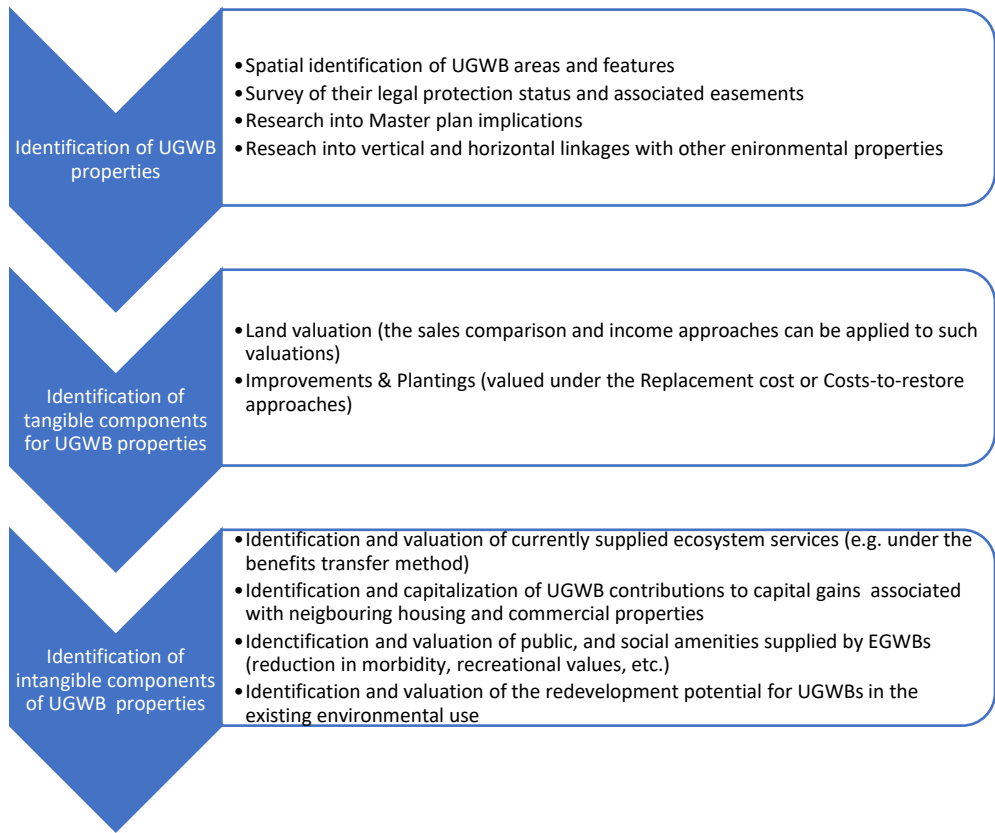 Identification of UGWB
properties
•Spatial identification of UGWB areas and features
•Survey of their legal protection status and associated easements
•Research into Master plan implications
•Reseach into vertical and horizontal linkages with other enironmental properties
Identification of
tangible components
for UGWB properties
•Land valuation (the sales comparison and income approaches can be applied to such
valuations)
•Improvements & Plantings (valued under the Replacement cost or Costs-to-restore
approaches)
Identification of
intangible components
of UGWB properties
•Identification and valuation of currently supplied ecosystem services (e.g. under the
benefits transfer method)
•Identification and capitalization of UGWB contributions to capital gains associated
with neigbouring housing and commercial properties
•Idenctification and valuation of public, and social amenities supplied by EGWBs
(reduction in morbidity, recreational values, etc.)
•Identification and valuation of the redevelopment potential for UGWBs in the
existing environmental use